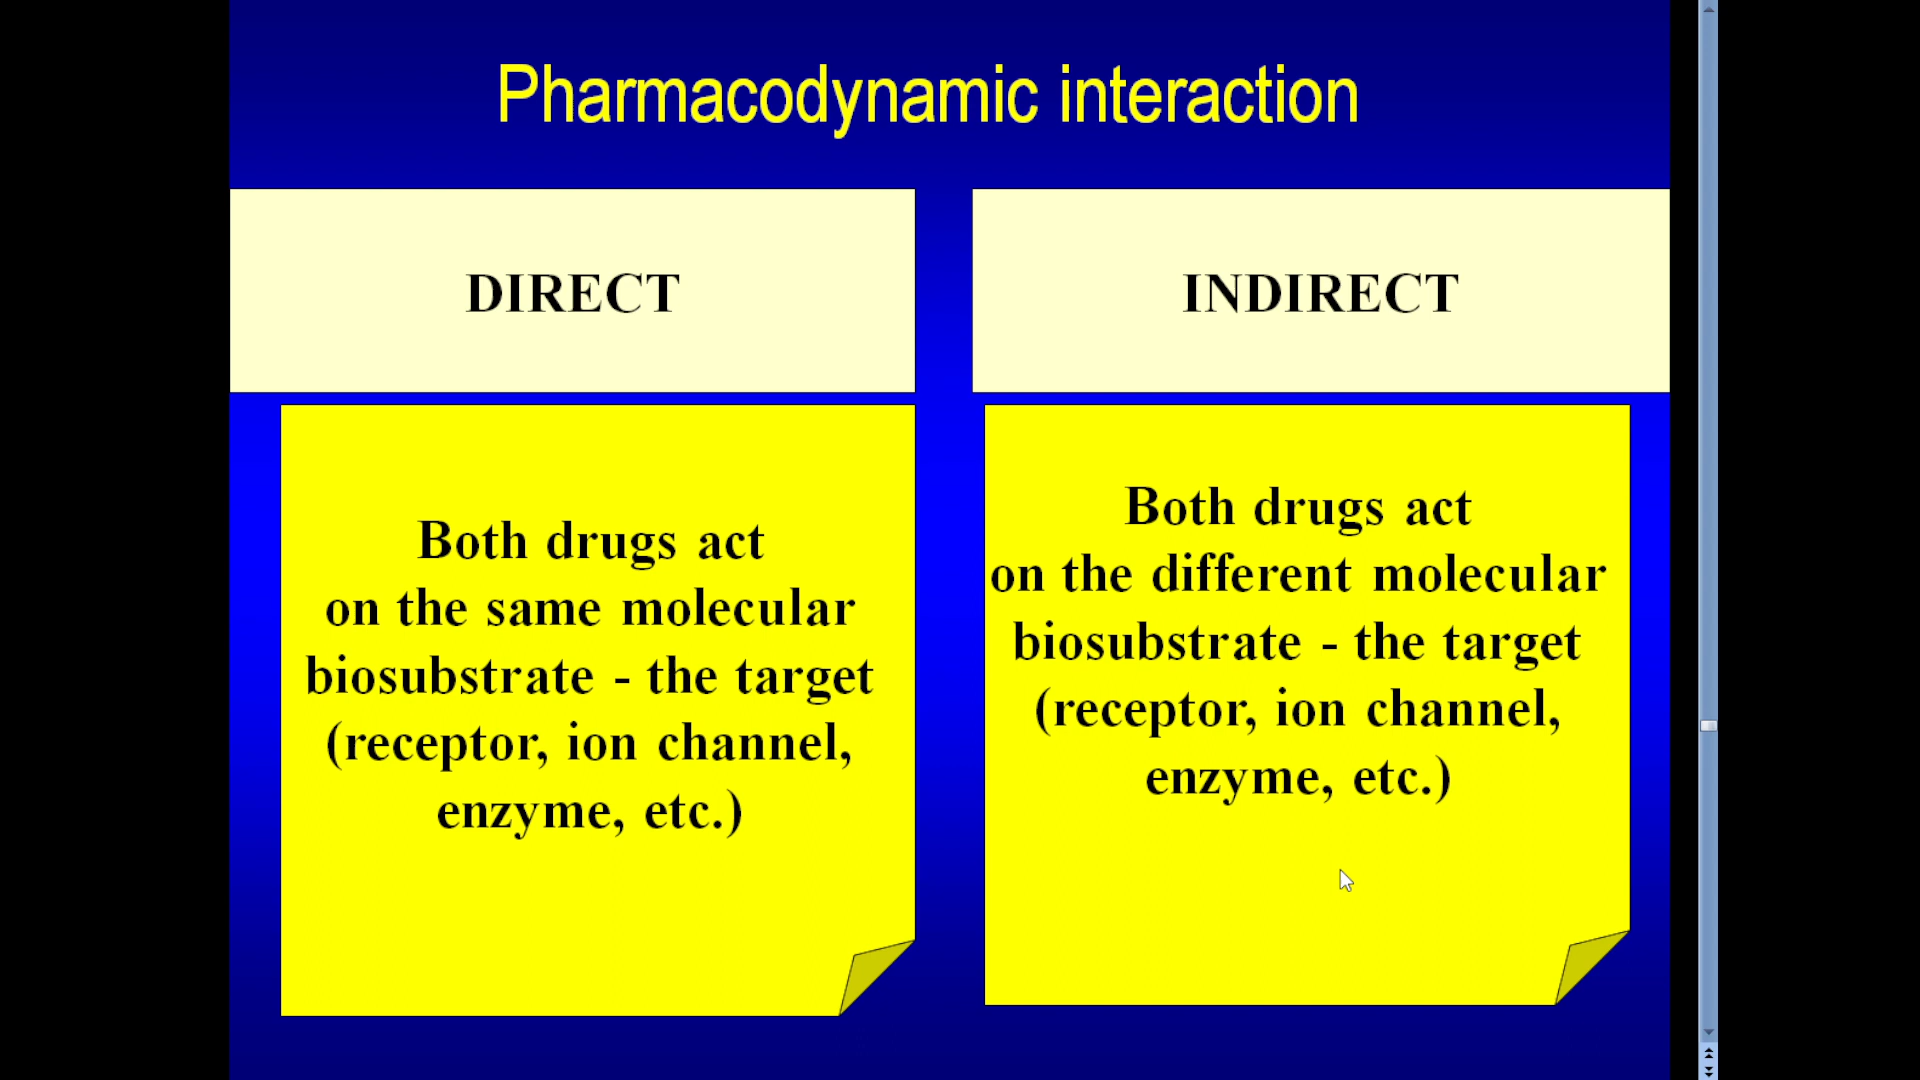 Pharmacodynamic interaction
DIRECT
Both drugs act
on the same molecular
biosubstrate - the target
(receptor, ion channel,
enzyme, etc.)
INDIRECT
Both drugs act
on the different molecular
biosubstrate - the target
(receptor, ion channel,
enzyme, etc.)